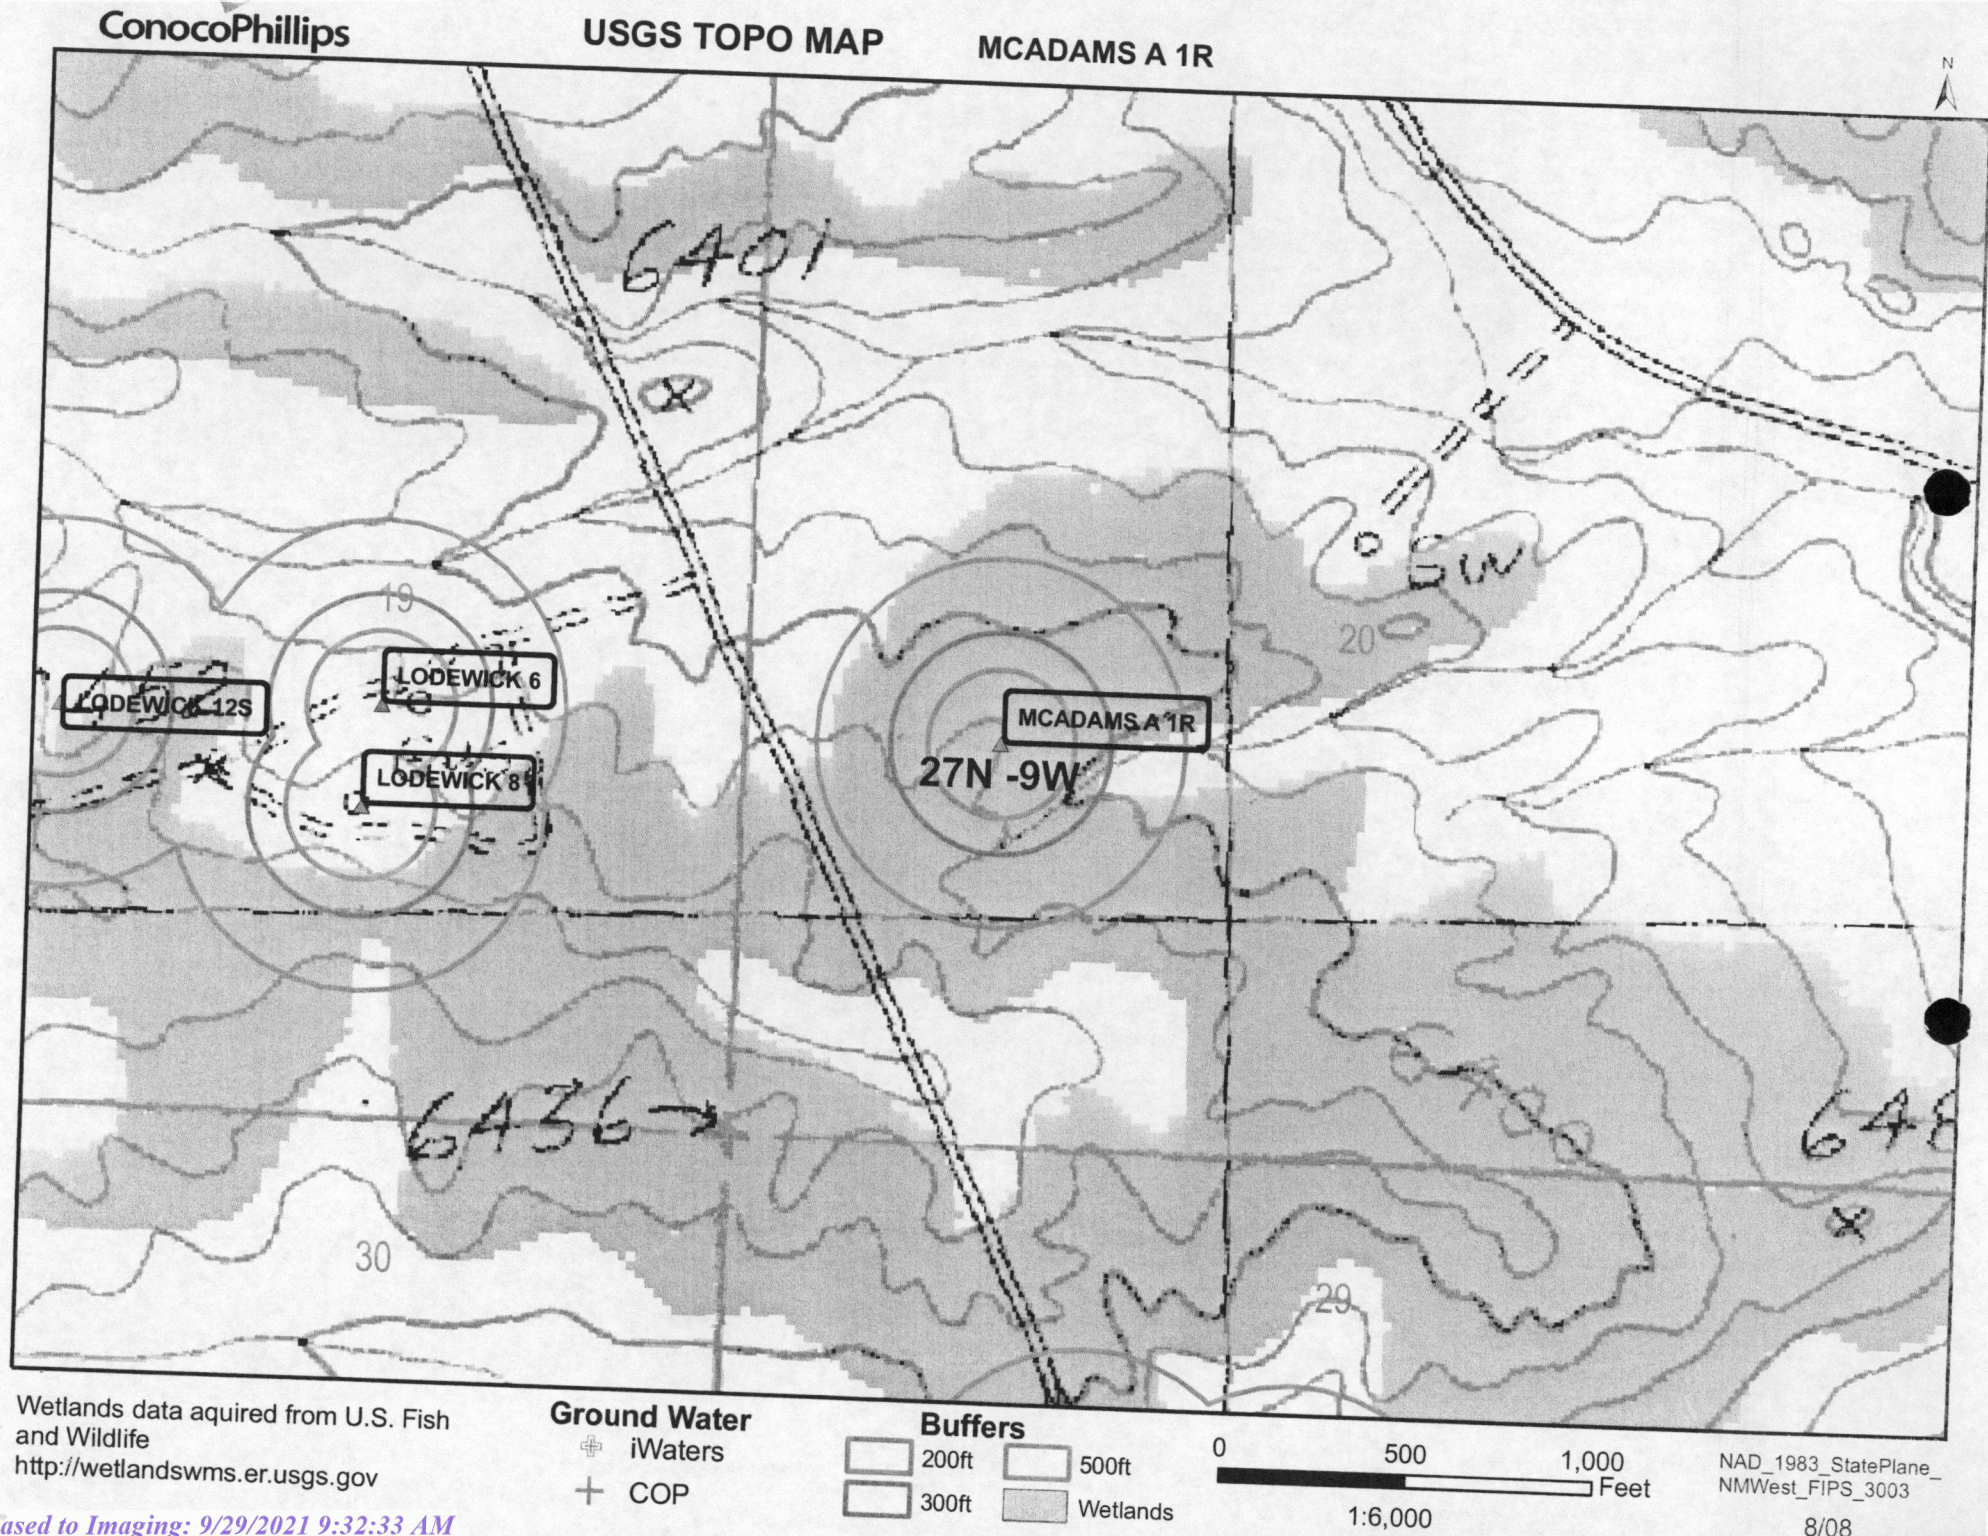 ConocoPhillips
USGS TOPO MAP
MCADAMS A 1R
N
6401
GW
19
20
LODEWICK 6
LODEWICK 12S
MCADAMS A 1R
LODEWICK 8
27N -9W
6436
648
30
29
Wetlands data aquired from U.S. Fish
and Wildlife
http://wetlandswms.er.usgs.gov
Ground Water
iWaters
COP
Buffers
200ft
500ft
300ft
Wetlands
0 500 1,000
Feet
1:6,000
NAD_1983_StatePlane_
NMWest_FIPS_3003
8/08
ased to Imaging: 9/29/2021 9:32:33 AM